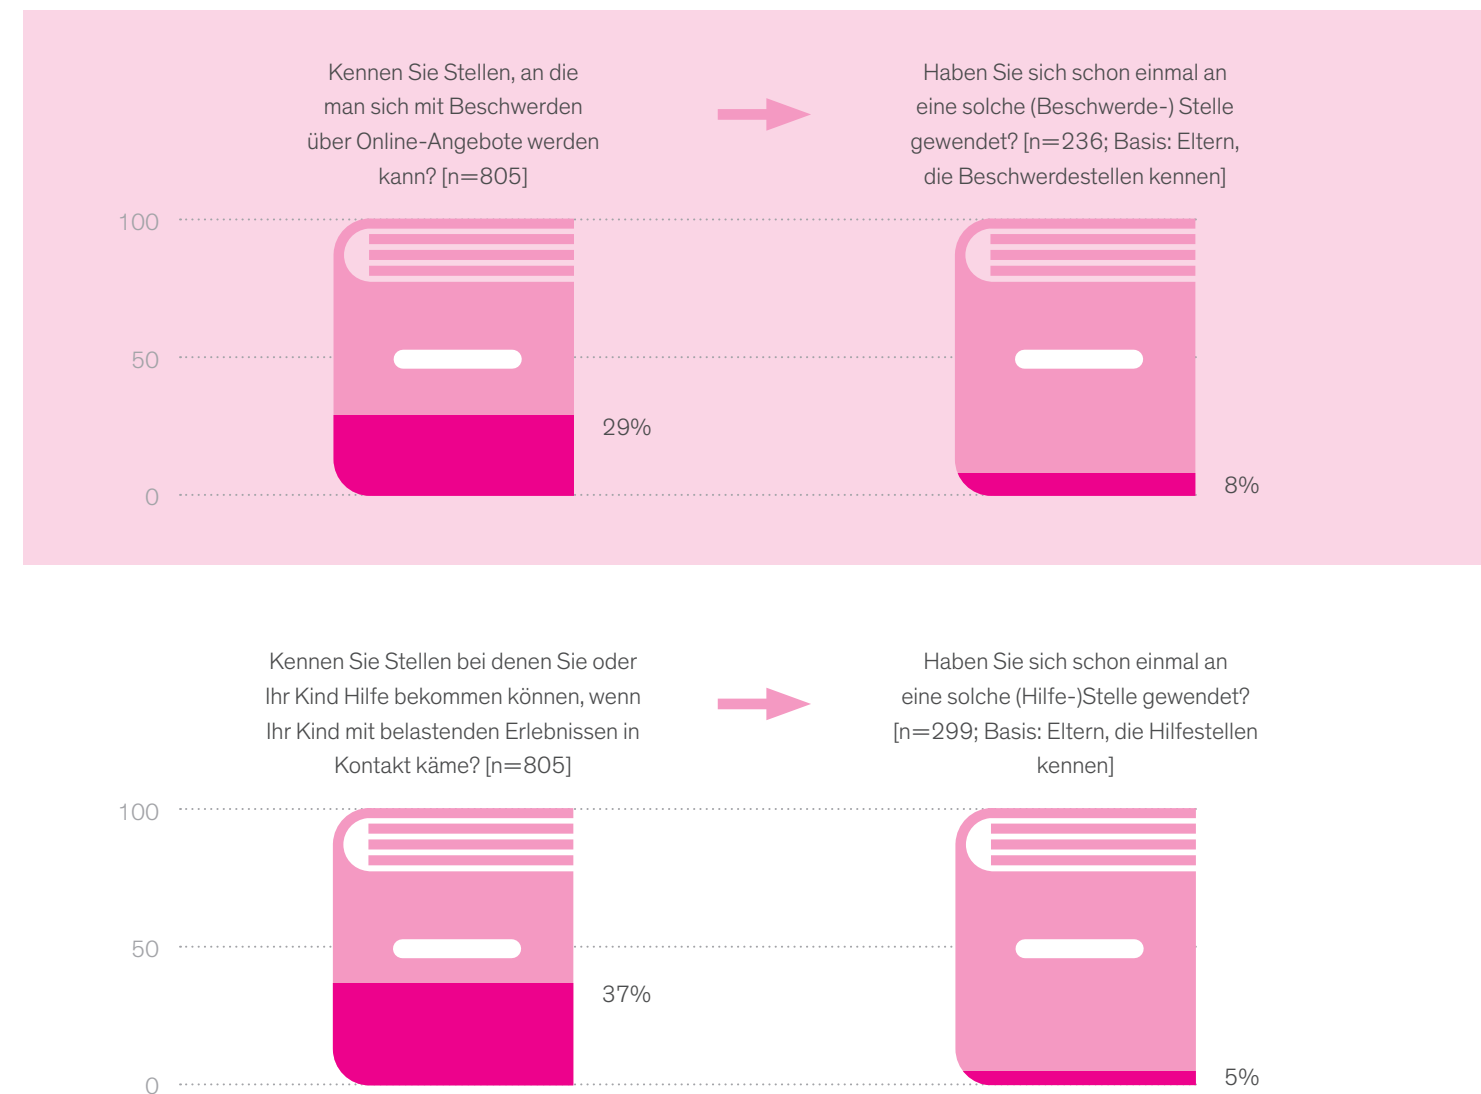 Kennen Sie Stellen, an die
man sich mit Beschwerden
über Online-Angebote werden
kann? [n=805]
Haben Sie sich schon einmal an
eine solche (Beschwerde-) Stelle
gewendet? [n=236; Basis: Eltern,
die Beschwerdestellen kennen]
100
50
29%
8%
0
Kennen Sie Stellen bei denen Sie oder
Ihr Kind Hilfe bekommen können, wenn
Ihr Kind mit belastenden Erlebnissen in
Kontakt käme? [n=805]
Haben Sie sich schon einmal an
eine solche (Hilfe-)Stelle gewendet?
[n=299; Basis: Eltern, die Hilfestellen
kennen]
100
50
37%
5%
0